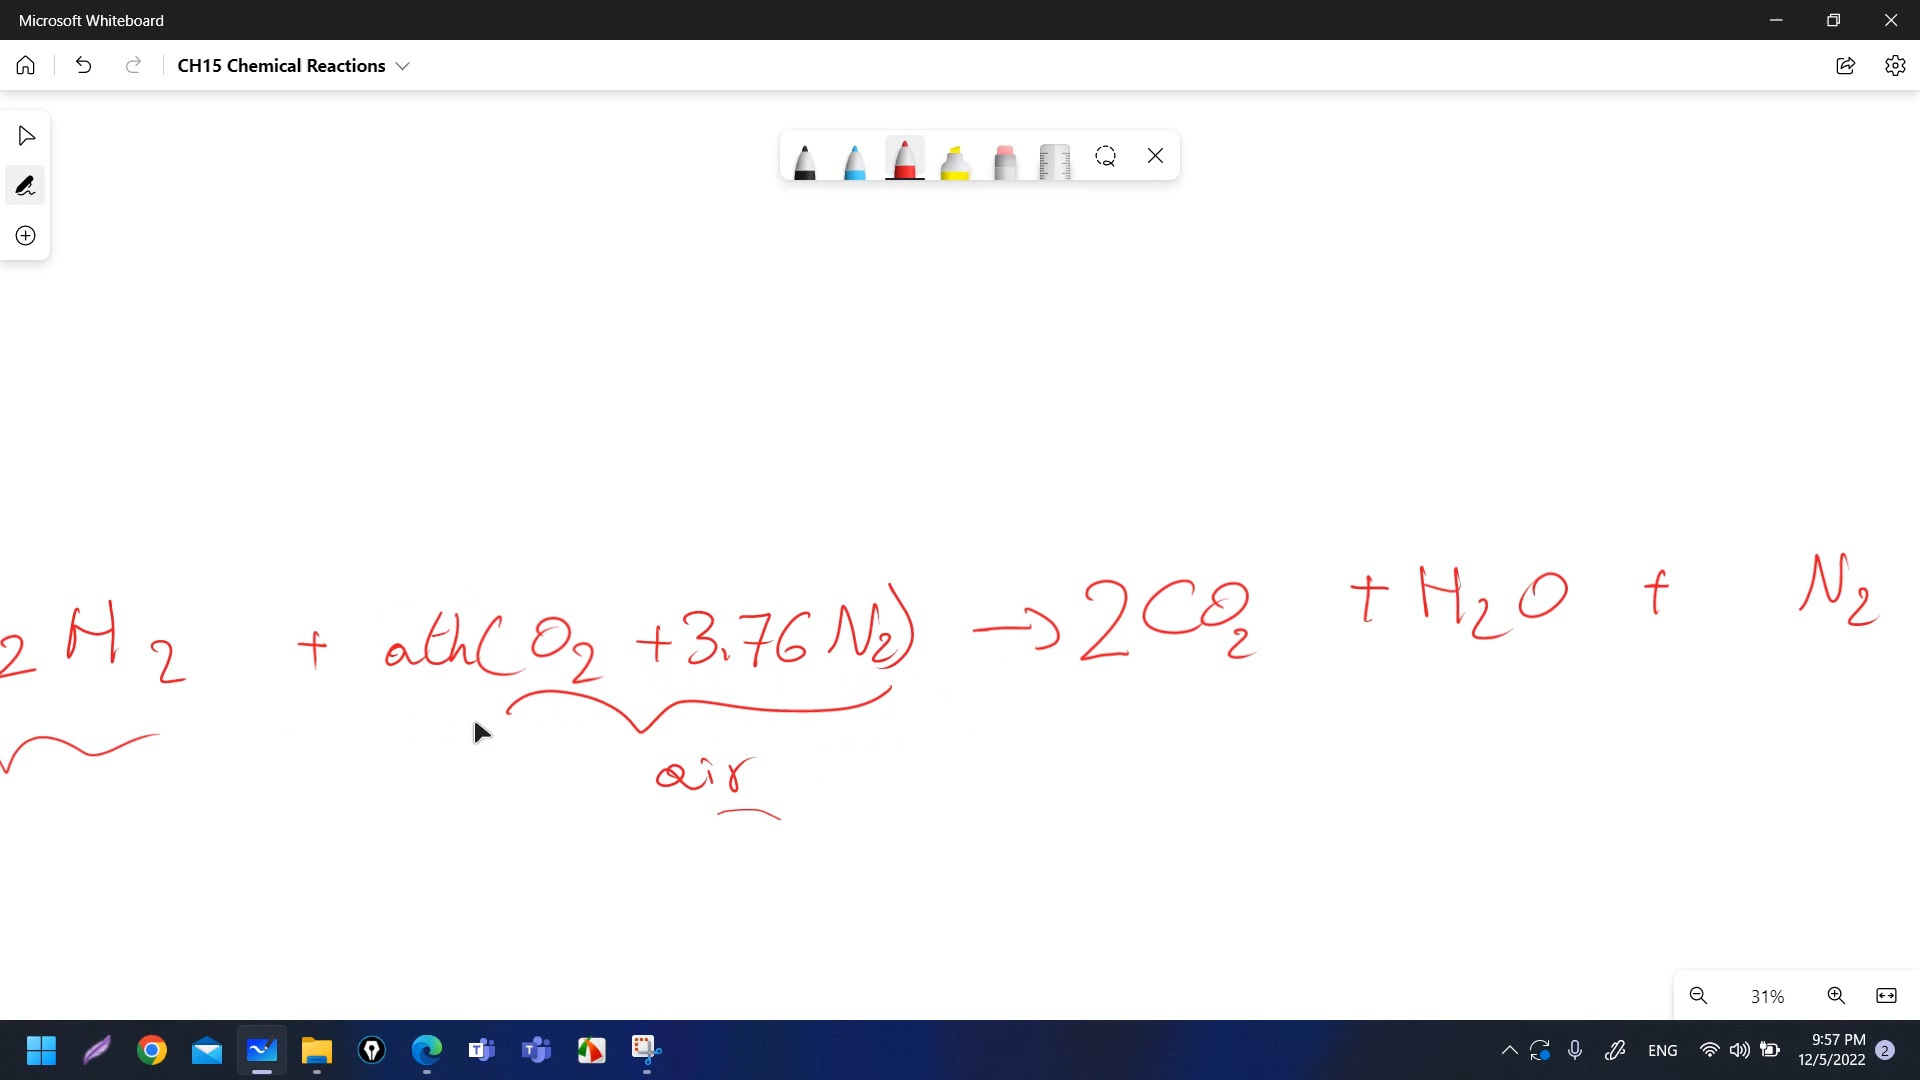 Microsoft Whiteboard
CH15 Chemical Reactions
2 H2 + ath(O2 + 3.76 N2) → 2CO2 + H2O + N2
air
31%
ENG
9:57 PM
12/5/2022
2